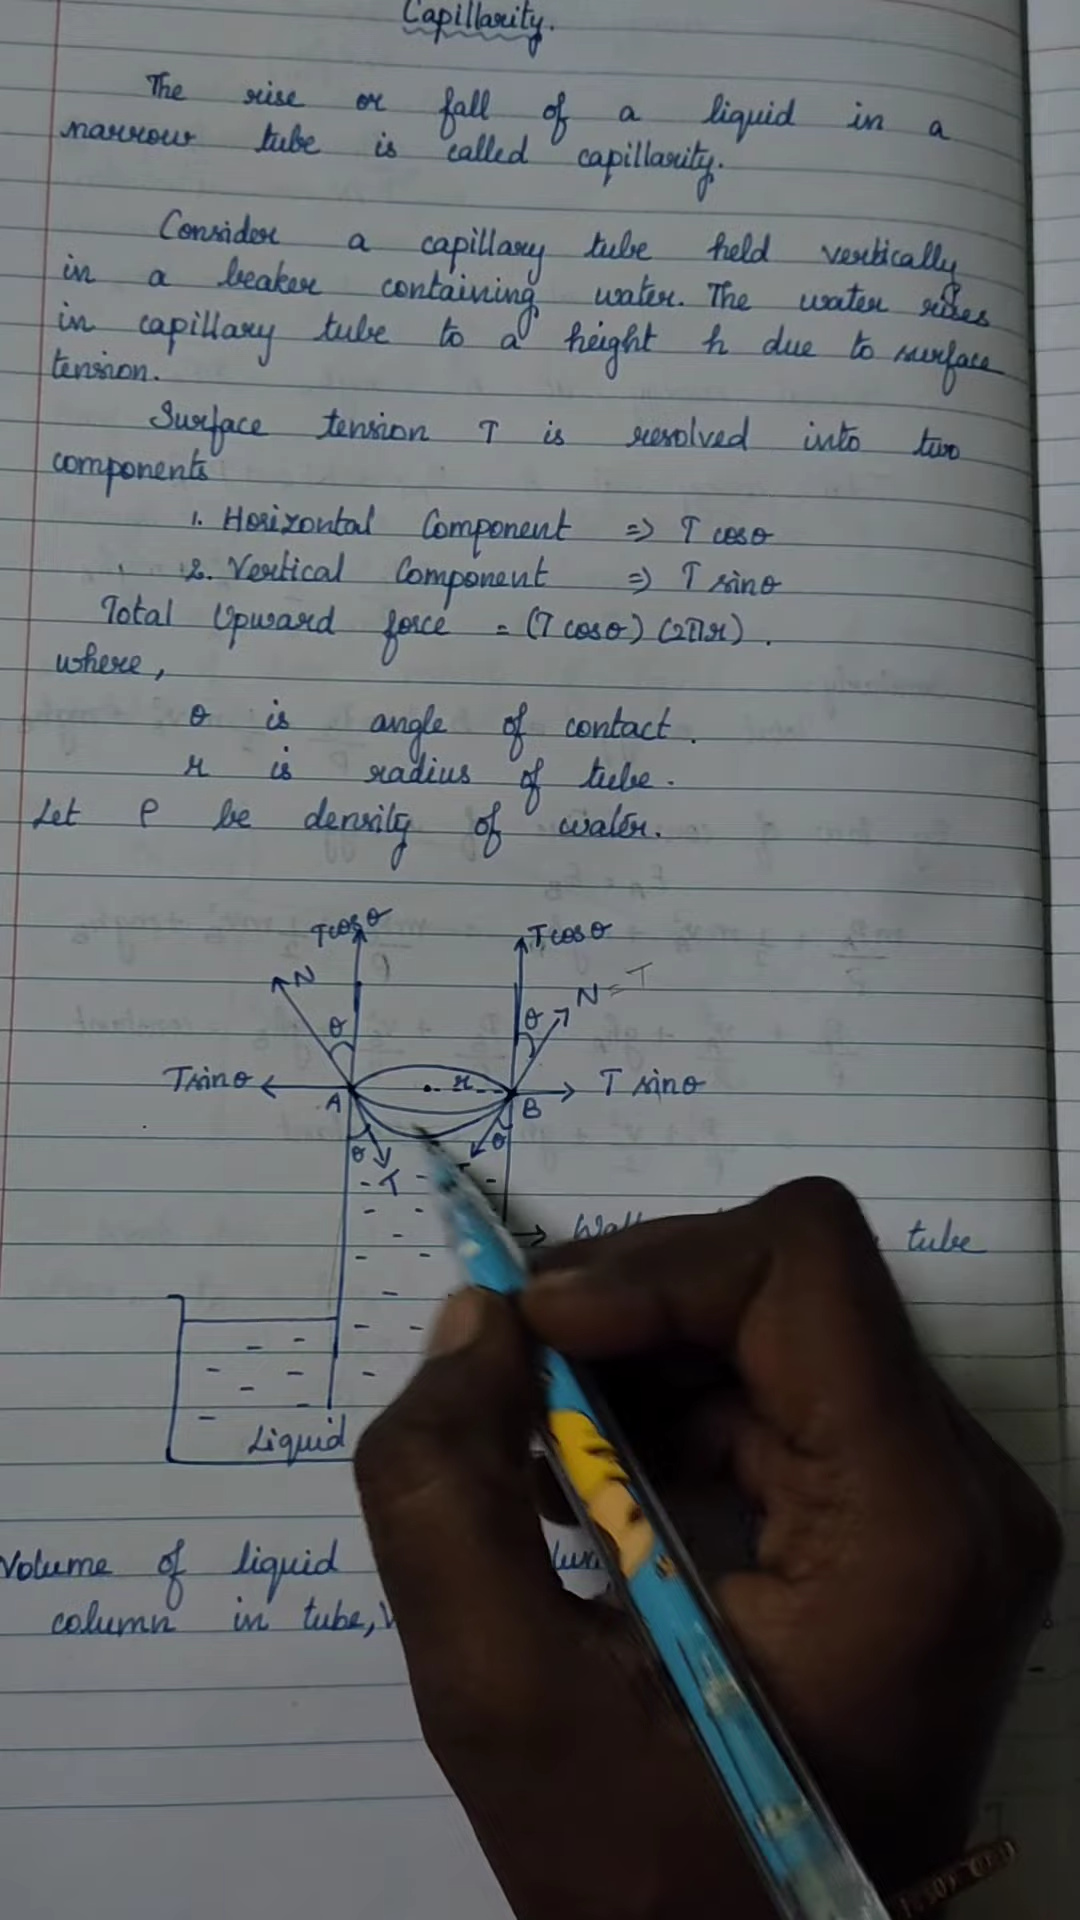 Capillarity.
The rise or fall of a liquid in a
narrow tube is called capillarity.
Consider a capillary tube held vertically
in a beaker containing water. The water rises
in capillary tube to a height h due to surface
tension.
Surface tension T is resolved into two
components
1. Horizontal Component => T cosθ
2. Vertical Component => T sinθ
Total Upward force = (T cosθ) (2πr).
where,
θ is angle of contact.
r is radius of tube.
Let ρ be density of water.
Tcosθ Tcosθ
N N = T
θ θ
Tsinθ r T sinθ
A B
θ θ
T
tube
Liquid
Volume of liquid
column in tube, V